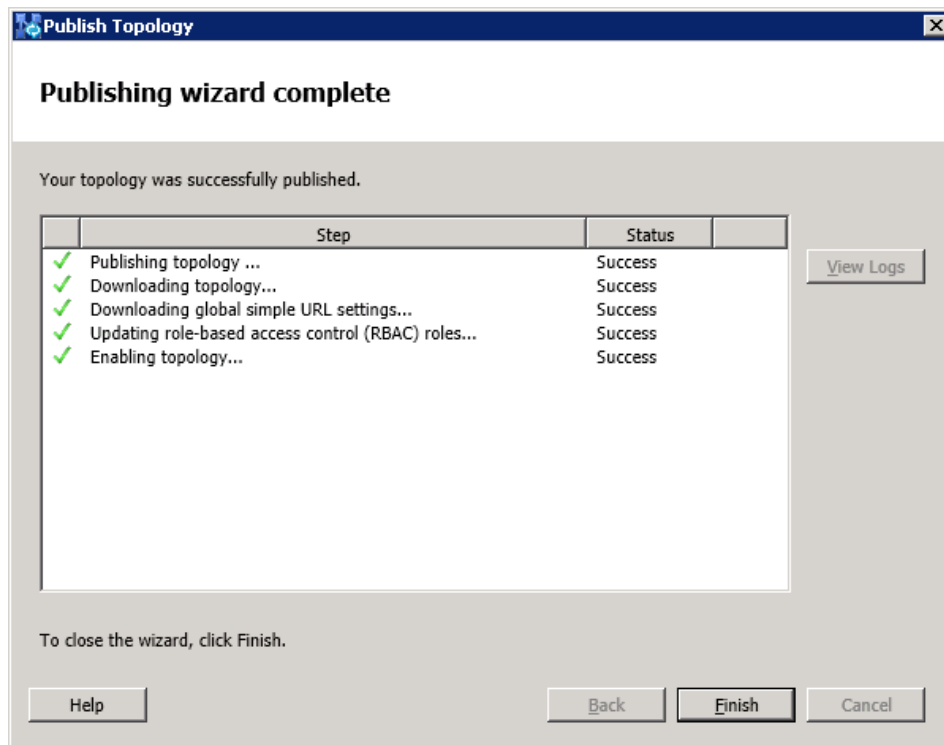 Publish Topology
Publishing wizard complete
Your topology was successfully published.
Step Status
Publishing topology ... Success
Downloading topology... Success
Downloading global simple URL settings... Success
Updating role-based access control (RBAC) roles... Success
Enabling topology... Success
View Logs
To close the wizard, click Finish.
Help Back Finish Cancel